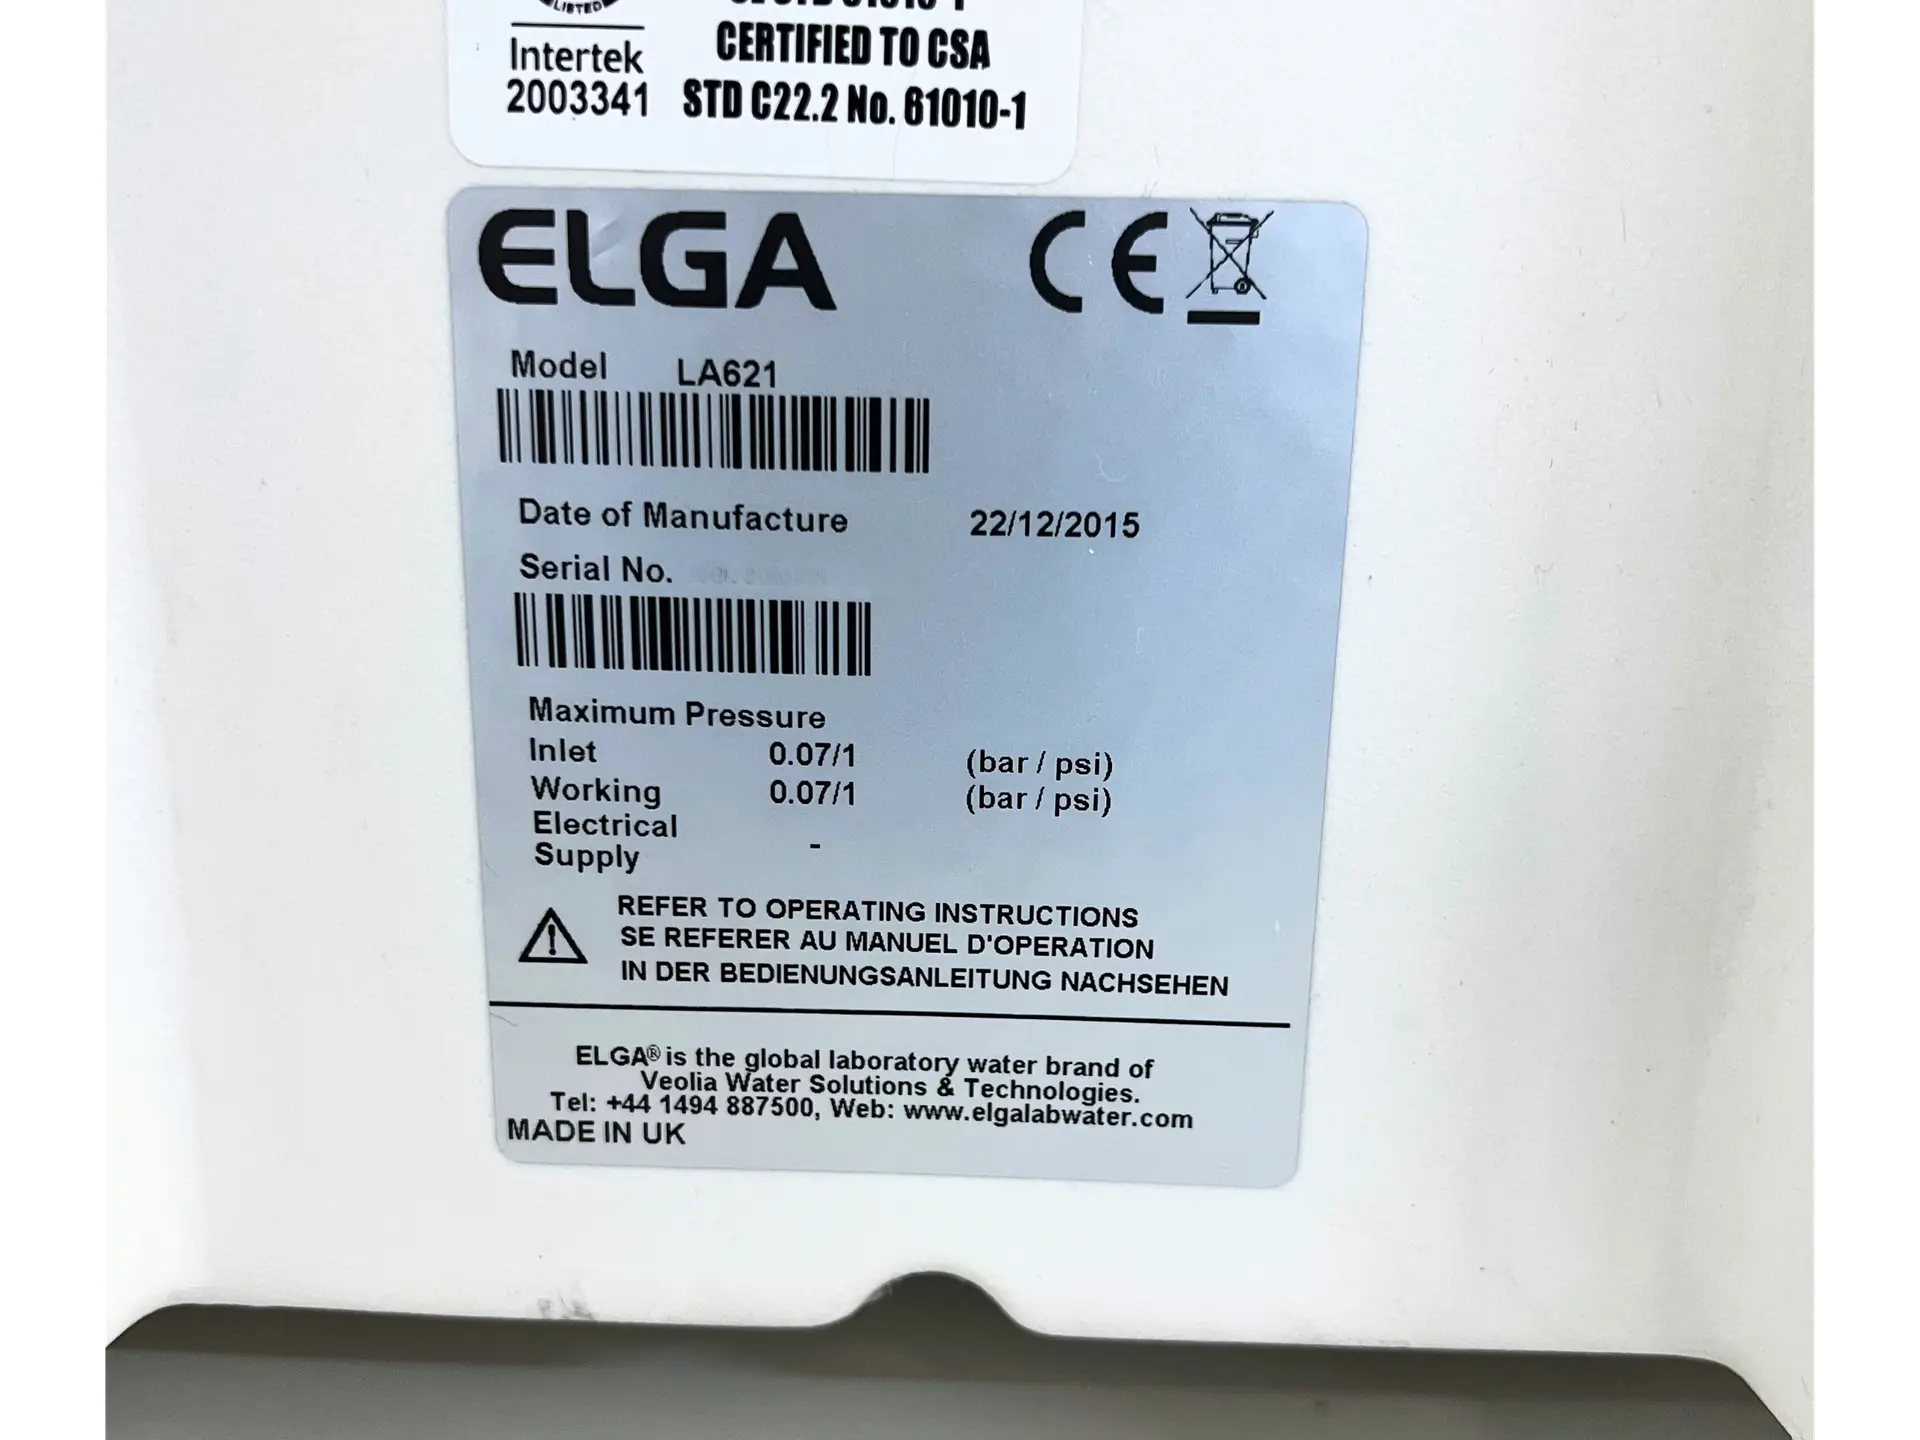 LISTED
Intertek
2003341
CERTIFIED TO CSA
STD C22.2 No. 61010-1
ELGA CE
Model LA621
Date of Manufacture 22/12/2015
Serial No.
Maximum Pressure
Inlet 0.07/1 (bar / psi)
Working 0.07/1 (bar / psi)
Electrical
Supply -
REFER TO OPERATING INSTRUCTIONS
SE REFERER AU MANUEL D'OPERATION
IN DER BEDIENUNGSANLEITUNG NACHSEHEN
ELGA® is the global laboratory water brand of
Veolia Water Solutions & Technologies.
Tel: +44 1494 887500, Web: www.elgalabwater.com
MADE IN UK